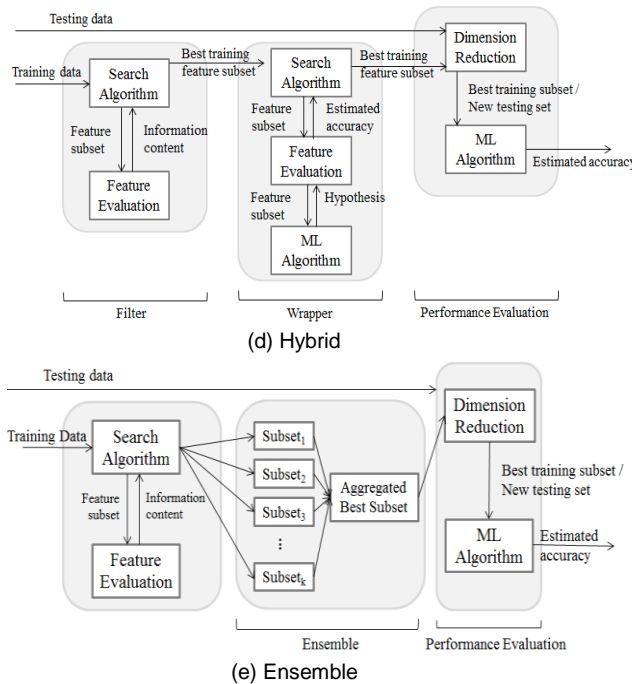 Testing data
Training data
Search
Algorithm
Feature
subset
Information
content
Feature
Evaluation
Best training
feature subset
Search
Algorithm
Feature
subset
Estimated
accuracy
Feature
Evaluation
Feature
subset
Hypothesis
ML
Algorithm
Best training
feature subset
Dimension
Reduction
Best training subset /
New testing set
ML
Algorithm
Estimated accuracy
Filter
Wrapper
Performance Evaluation
(d) Hybrid
Testing data
Training Data
Search
Algorithm
Feature
subset
Information
content
Feature
Evaluation
Subset1
Subset2
Subset3
⋮
Subsetk
Aggregated
Best Subset
Dimension
Reduction
Best training subset /
New testing set
ML
Algorithm
Estimated
accuracy
Ensemble
Performance Evaluation
(e) Ensemble